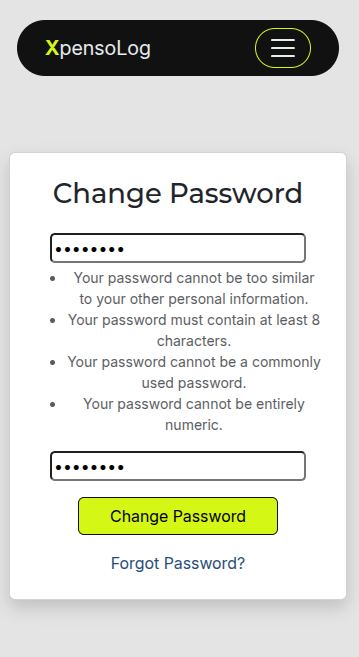 XpensoLog
Change Password
••••••••
• Your password cannot be too similar
to your other personal information.
• Your password must contain at least 8
characters.
• Your password cannot be a commonly
used password.
• Your password cannot be entirely
numeric.
••••••••
Change Password
Forgot Password?